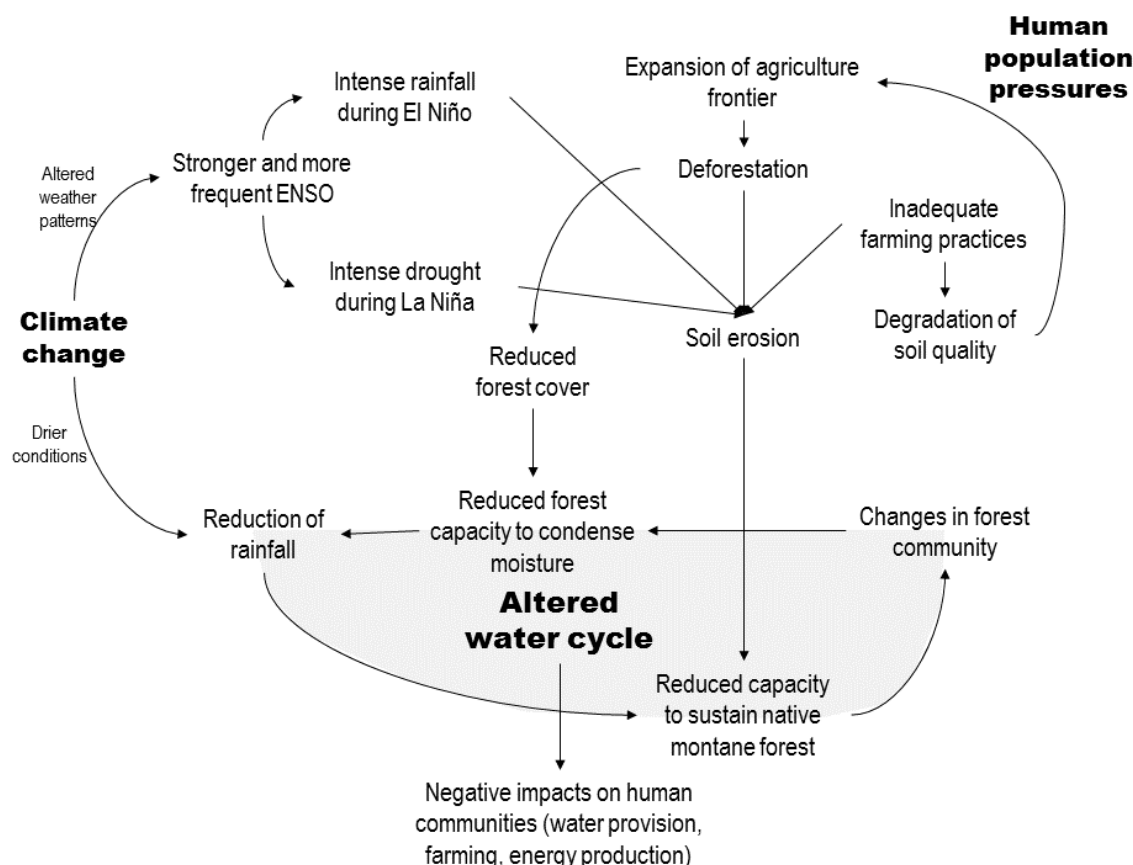 Human
population
pressures
Intense rainfall
during El Niño
Expansion of agriculture
frontier
Altered
weather
patterns
Stronger and more
frequent ENSO
Deforestation
Inadequate
farming practices
Intense drought
during La Niña
Climate
change
Reduced
forest cover
Soil erosion
Degradation of
soil quality
Drier
conditions
Reduction of
rainfall
Reduced forest
capacity to condense
moisture
Changes in forest
community
Altered
water cycle
Reduced capacity
to sustain native
montane forest
Negative impacts on human
communities (water provision,
farming, energy production)